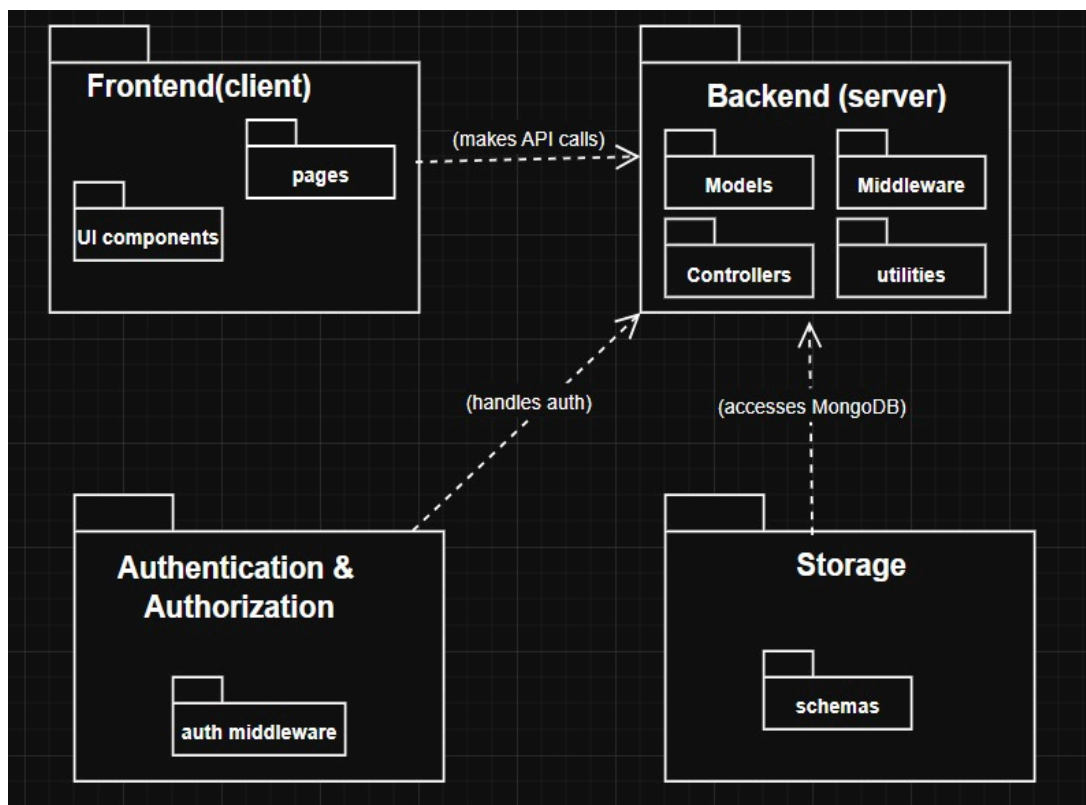 Frontend(client)
pages
UI components
(makes API calls)
Backend (server)
Models
Middleware
Controllers
utilities
(handles auth)
(accesses MongoDB)
Authentication &
Authorization
auth middleware
Storage
schemas